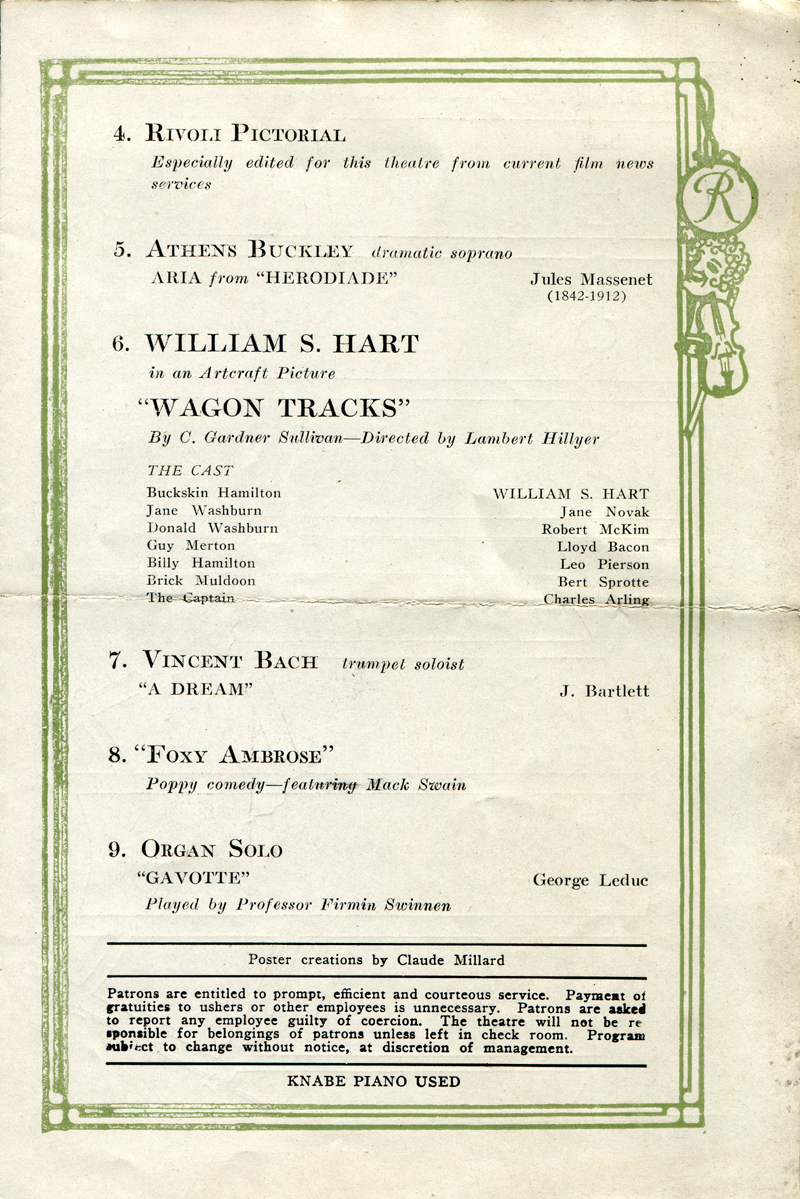 4. RIVOLI PICTORIAL
Especially edited for this theatre from current film news
services
R
5. ATHENS BUCKLEY dramatic soprano
ARIA from "HERODIADE" Jules Massenet
(1842-1912)
6. WILLIAM S. HART
in an Artcraft Picture
"WAGON TRACKS"
By C. Gardner Sullivan—Directed by Lambert Hillyer
THE CAST
Buckskin Hamilton WILLIAM S. HART
Jane Washburn Jane Novak
Donald Washburn Robert McKim
Guy Merton Lloyd Bacon
Billy Hamilton Leo Pierson
Brick Muldoon Bert Sprotte
The Captain Charles Arling
7. VINCENT BACH trumpet soloist
"A DREAM" J. Bartlett
8. "FOXY AMBROSE"
Poppy comedy—featuring Mack Swain
9. ORGAN SOLO
"GAVOTTE" George Leduc
Played by Professor Firmin Swinnen
Poster creations by Claude Millard
Patrons are entitled to prompt, efficient and courteous service. Payment of
gratuities to ushers or other employees is unnecessary. Patrons are asked
to report any employee guilty of coercion. The theatre will not be re-
sponsible for belongings of patrons unless left in check room. Program
subject to change without notice, at discretion of management.
KNABE PIANO USED